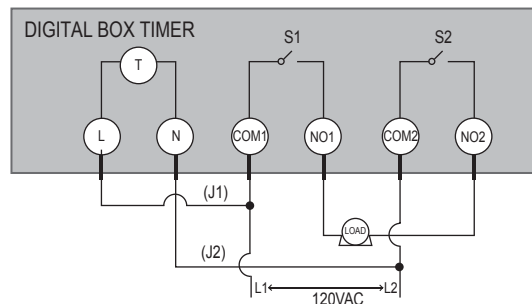 DIGITAL BOX TIMER
S1
S2
T
L
N
COM1
NO1
COM2
NO2
(J1)
LOAD
(J2)
L1
L2
120VAC